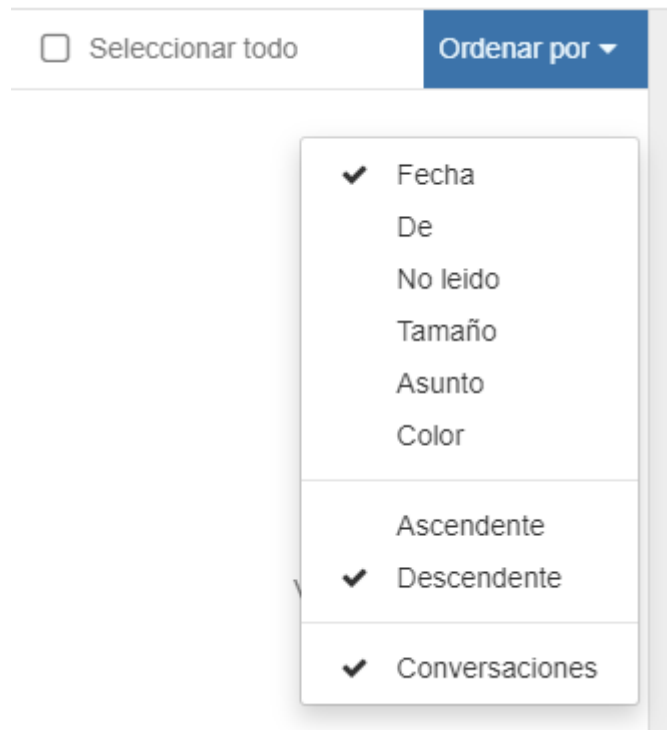 Seleccionar todo
Ordenar por
Fecha
De
No leido
Tamaño
Asunto
Color
Ascendente
Descendente
Conversaciones